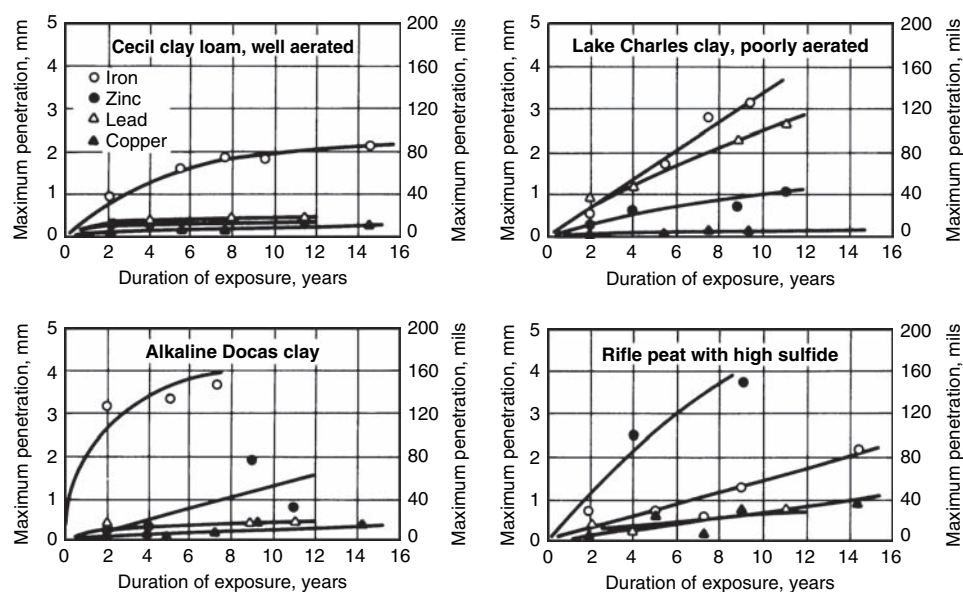 Cecil clay loam, well aerated
Iron
Zinc
Lead
Copper
Maximum penetration, mm
5
4
3
2
1
0
2 4 6 8 10 12 14 16
Duration of exposure, years
200
160
120
80
40
0
Maximum penetration, mils
Lake Charles clay, poorly aerated
Maximum penetration, mm
5
4
3
2
1
0
0 2 4 6 8 10 12 14 16
Duration of exposure, years
200
160
120
80
40
0
Maximum penetration, mils
Alkaline Docas clay
Maximum penetration, mm
5
4
3
2
1
0
0 2 4 6 8 10 12 14 16
Duration of exposure, years
200
160
120
80
40
0
Maximum penetration, mils
Rifle peat with high sulfide
Maximum penetration, mm
5
4
3
2
1
0
0 2 4 6 8 10 12 14 16
Duration of exposure, years
200
160
120
80
40
0
Maximum penetration, mils